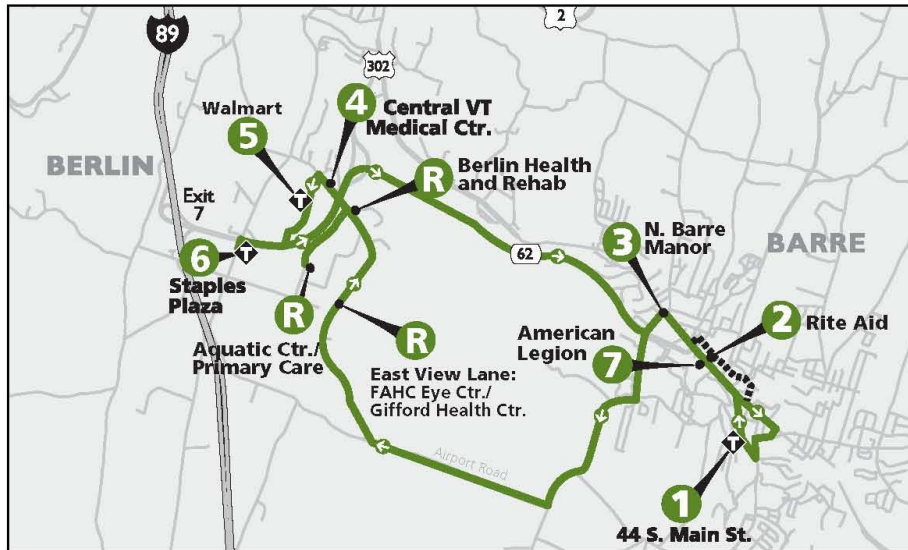 2
89
302
Walmart
4
Central VT
Medical Ctr.
5
BERLIN
R
Berlin Health
and Rehab
Exit
7
T
N. Barre
Manor
3
BARRE
62
6
T
Staples
Plaza
R
Aquatic Ctr./
Primary Care
R
East View Lane:
FAHC Eye Ctr./
Gifford Health Ctr.
American
Legion
7
2
Rite Aid
Airport Road
T
1
44 S. Main St.